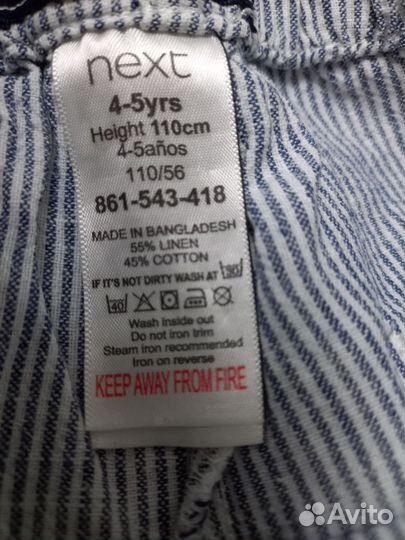 next
4-5yrs
Height 110cm
4-5años
110/56
861-543-418
MADE IN BANGLADESH
55% LINEN
45% COTTON
IF IT'S NOT DIRTY WASH AT 30
40
Wash inside out
Do not iron trim
Steam iron recommended
Iron on reverse
KEEP AWAY FROM FIRE
Avito